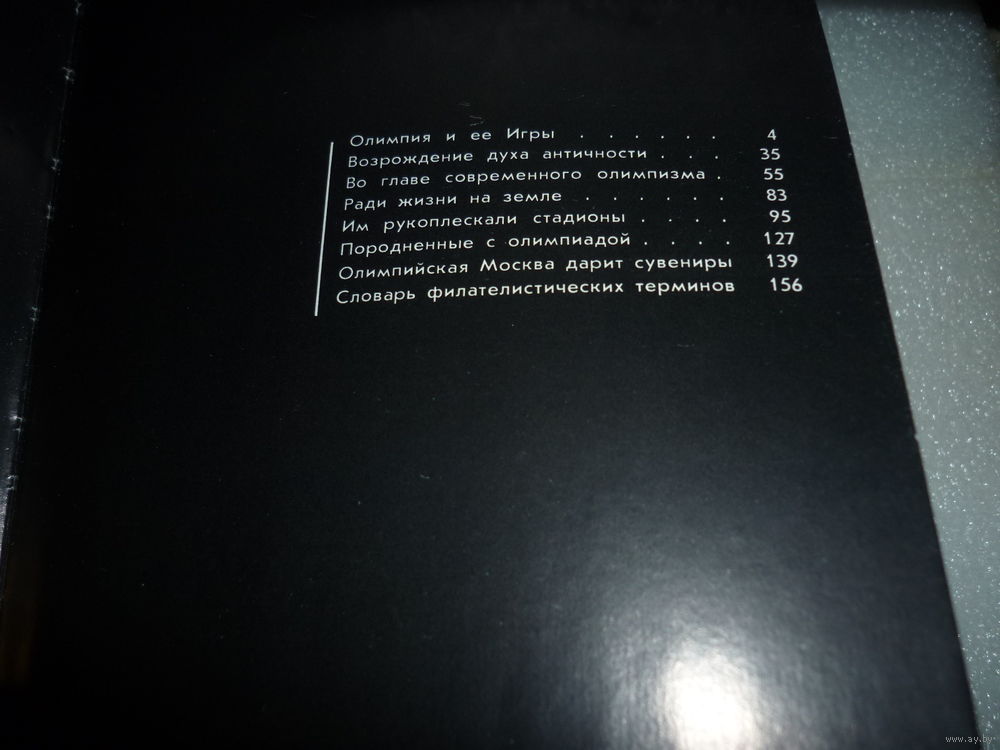 Олимпия и ее Игры . . . . . . 4
Возрождение духа античности . . . 35
Во главе современного олимпизма . 55
Ради жизни на земле . . . . . . 83
Им рукоплескали стадионы . . . . 95
Породненные с олимпиадой . . . . 127
Олимпийская Москва дарит сувениры 139
Словарь филателистических терминов 156
www.ay.by